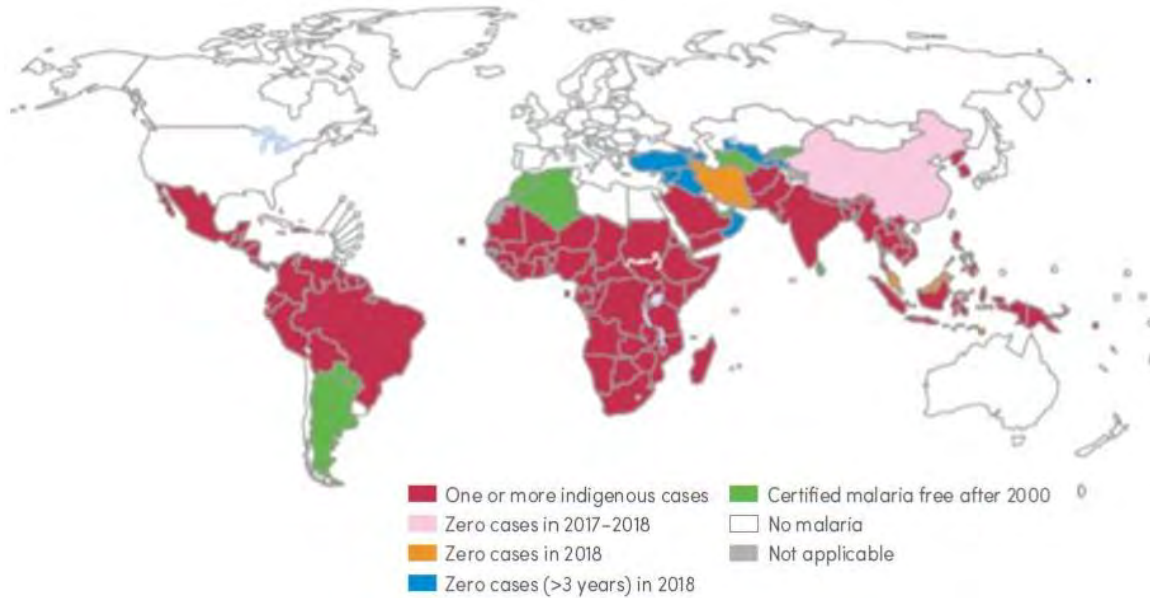 One or more indigenous cases
Zero cases in 2017–2018
Zero cases in 2018
Zero cases (>3 years) in 2018
Certified malaria free after 2000
No malaria
Not applicable